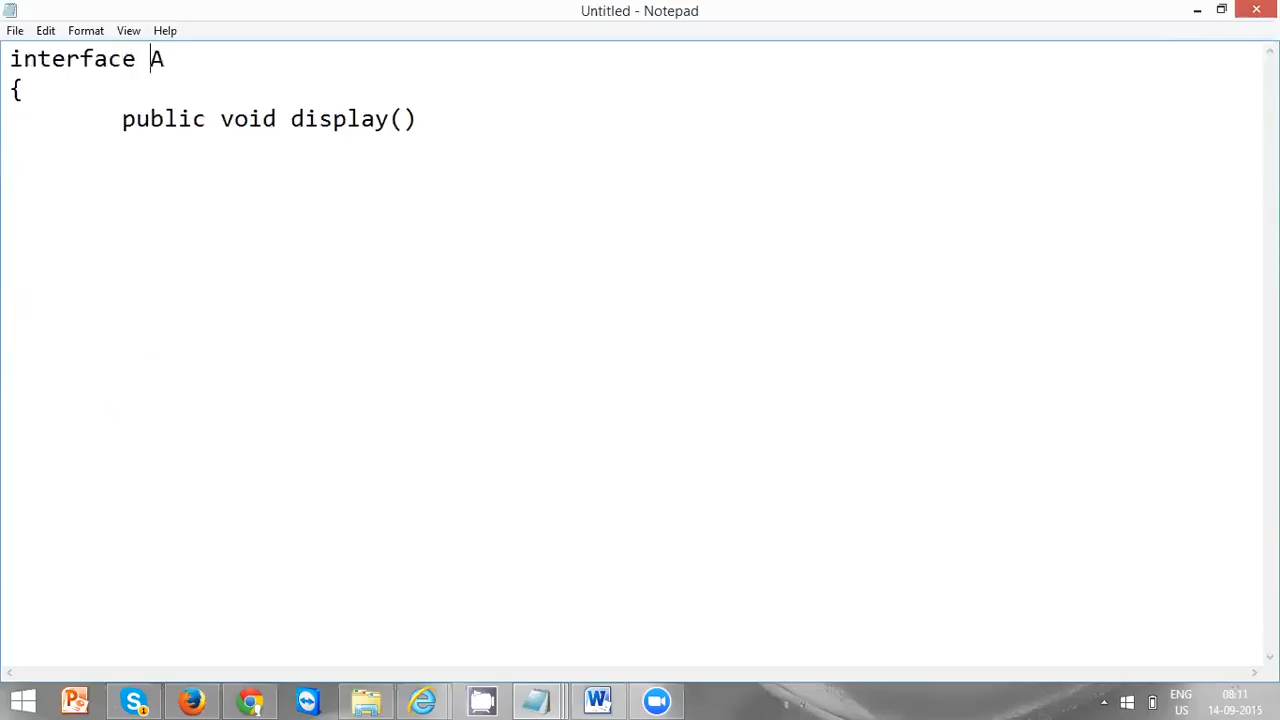 Untitled - Notepad
File Edit Format View Help
interface A
{
public void display()
ENG 08:11
US 14-09-2015